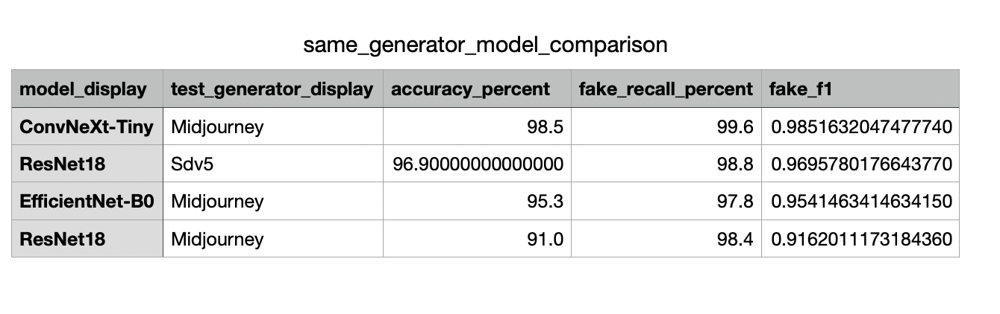 same_generator_model_comparison
model_display test_generator_display accuracy_percent fake_recall_percent fake_f1
ConvNeXt-Tiny Midjourney 98.5 99.6 0.9851632047477740
ResNet18 Sdv5 96.90000000000000 98.8 0.9695780176643770
EfficientNet-B0 Midjourney 95.3 97.8 0.9541463414634150
ResNet18 Midjourney 91.0 98.4 0.9162011173184360